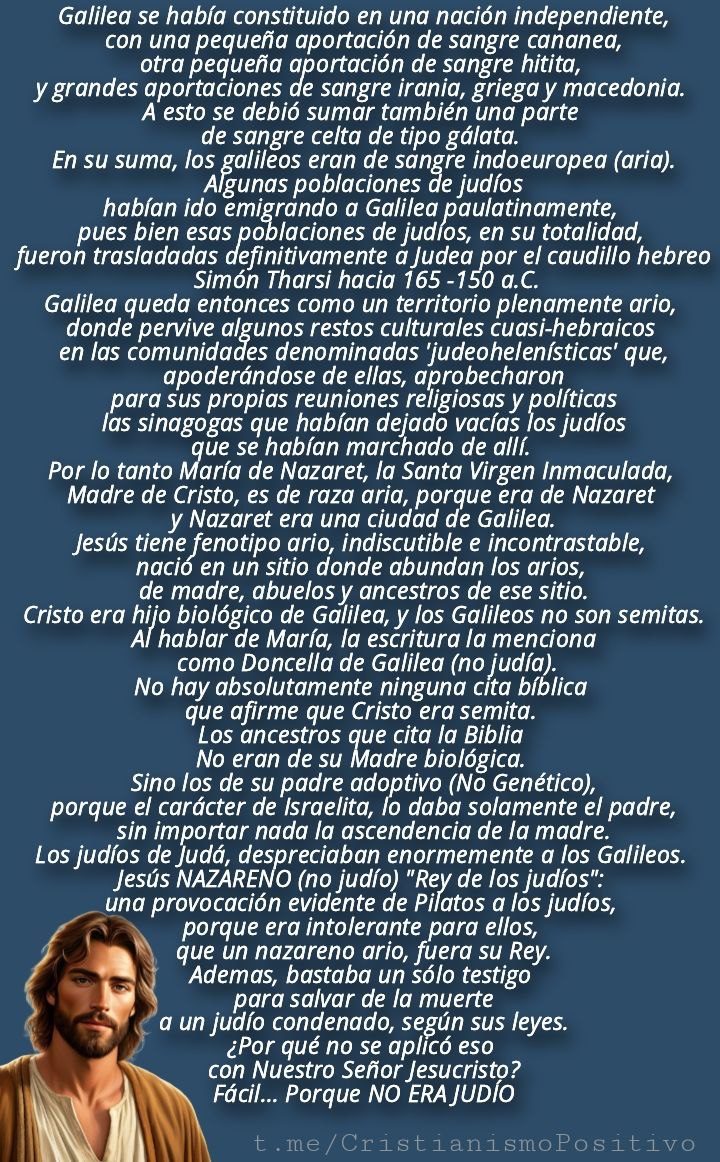 Galilea se había constituido en una nación independiente,
con una pequeña aportación de sangre cananea,
otra pequeña aportación de sangre hitita,
y grandes aportaciones de sangre irania, griega y macedonia.
A esto se debió sumar también una parte
de sangre celta de tipo gálata.
En su suma, los galileos eran de sangre indoeuropea (aria).
Algunas poblaciones de judíos
habían ido emigrando a Galilea paulatinamente,
pues bien esas poblaciones de judíos, en su totalidad,
fueron trasladadas definitivamente a Judea por el caudillo hebreo
Simón Tharsi hacia 165 -150 a.C.
Galilea queda entonces como un territorio plenamente ario,
donde pervive algunos restos culturales cuasi-hebraicos
en las comunidades denominadas 'judeohelenísticas' que,
apoderándose de ellas, aprobecharon
para sus propias reuniones religiosas y políticas
las sinagogas que habían dejado vacías los judíos
que se habían marchado de allí.
Por lo tanto María de Nazaret, la Santa Virgen Inmaculada,
Madre de Cristo, es de raza aria, porque era de Nazaret
y Nazaret era una ciudad de Galilea.
Jesús tiene fenotipo ario, indiscutible e incontrastable,
nació en un sitio donde abundan los arios,
de madre, abuelos y ancestros de ese sitio.
Cristo era hijo biológico de Galilea, y los Galileos no son semitas.
Al hablar de María, la escritura la menciona
como Doncella de Galilea (no judía).
No hay absolutamente ninguna cita bíblica
que afirme que Cristo era semita.
Los ancestros que cita la Biblia
No eran de su Madre biológica.
Sino los de su padre adoptivo (No Genético),
porque el carácter de Israelita, lo daba solamente el padre,
sin importar nada la ascendencia de la madre.
Los judíos de Judá, despreciaban enormemente a los Galileos.
Jesús NAZARENO (no judío) "Rey de los judíos":
una provocación evidente de Pilatos a los judíos,
porque era intolerante para ellos,
que un nazareno ario, fuera su Rey.
Ademas, bastaba un sólo testigo
para salvar de la muerte
a un judío condenado, según sus leyes.
¿Por qué no se aplicó eso
con Nuestro Señor Jesucristo?
Fácil... Porque NO ERA JUDÍO
t.me/CristianismoPositivo